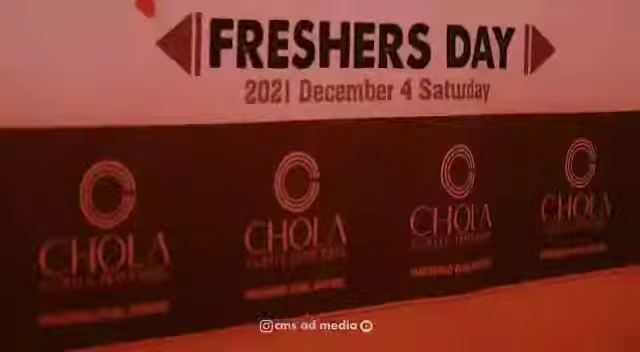 FRESHERS DAY
2021 December 4 Saturday
CHOLA CHOLA CHOLA CHOLA
cms ad media